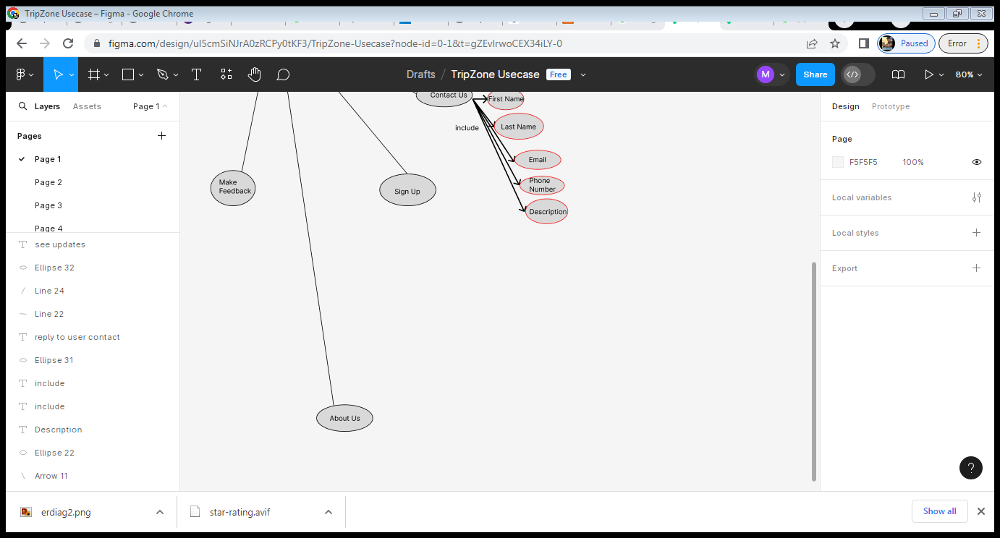 TripZone Usecase – Figma - Google Chrome
figma.com/design/ul5cmSiNJrA0zRCPy0tKF3/TripZone-Usecase?node-id=0-1&t=gZEvIrwoCEX34iLY-0
Paused
Error
Drafts / TripZone Usecase Free
M
Share
80%
Layers Assets Page 1
Pages
Page 1
Page 2
Page 3
Page 4
see updates
Ellipse 32
Line 24
Line 22
reply to user contact
Ellipse 31
include
include
Description
Ellipse 22
Arrow 11
Contact Us
First Name
include
Last Name
Email
Phone
Number
Description
Make
Feedback
Sign Up
About Us
Design Prototype
Page
F5F5F5 100%
Local variables
Local styles
Export
?
erdiag2.png
star-rating.avif
Show all